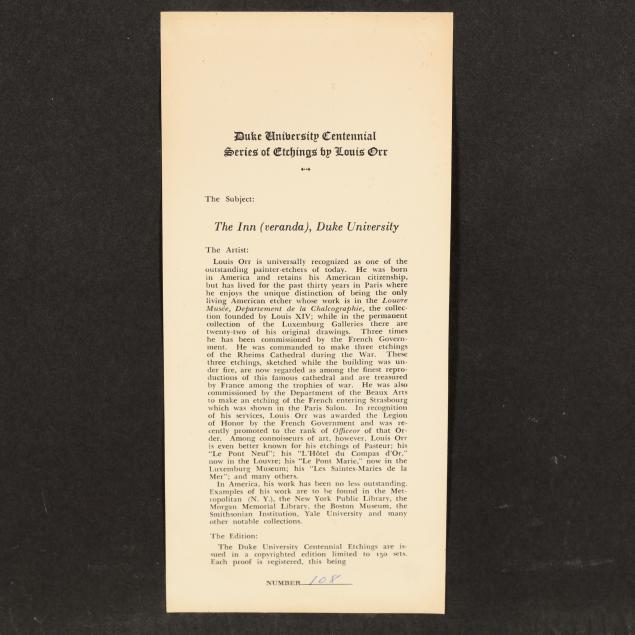 Duke University Centennial
Series of Etchings by Louis Orr
The Subject:
The Inn (veranda), Duke University
The Artist:
Louis Orr is universally recognized as one of the
outstanding painter-etchers of today. He was born
in America and retains his American citizenship,
but has lived for the past thirty years in Paris where
he enjoys the unique distinction of being the only
living American etcher whose work is in the Louvre
Musée, Département de la Chalcographie, the collec-
tion founded by Louis XIV; while in the permanent
collection of the Luxemburg Galleries there are
twenty-two of his original drawings. Three times
he has been commissioned by the French Govern-
ment. He was commanded to make three etchings
of the Rheims Cathedral during the War. These
three etchings, sketched while the building was un-
der fire, are now regarded as among the finest repro-
ductions of this famous cathedral and are treasured
by France among the trophies of war. He was also
commissioned by the Department of the Beaux Arts
to make an etching of the French entering Strasbourg
which was shown in the Paris Salon. In recognition
of his services, Louis Orr was awarded the Legion
of Honor by the French Government and was re-
cently promoted to the rank of Officeor of that Or-
der. Among connoisseurs of art, however, Louis Orr
is even better known for his etchings of Pasteur; his
"Le Pont Neuf"; his "L'Hôtel du Compas d'Or,"
now in the Louvre; his "Le Pont Marie," now in the
Luxemburg Museum; his "Les Saintes-Maries de la
Mer"; and many others.
In America, his work has been no less outstanding.
Examples of his work are to be found in the Met-
ropolitan (N. Y.), the New York Public Library, the
Morgan Memorial Library, the Boston Museum, the
Smithsonian Institution, Yale University and many
other notable collections.
The Edition:
The Duke University Centennial Etchings are is-
sued in a copyrighted edition limited to 150 sets.
Each proof is registered, this being
NUMBER 108